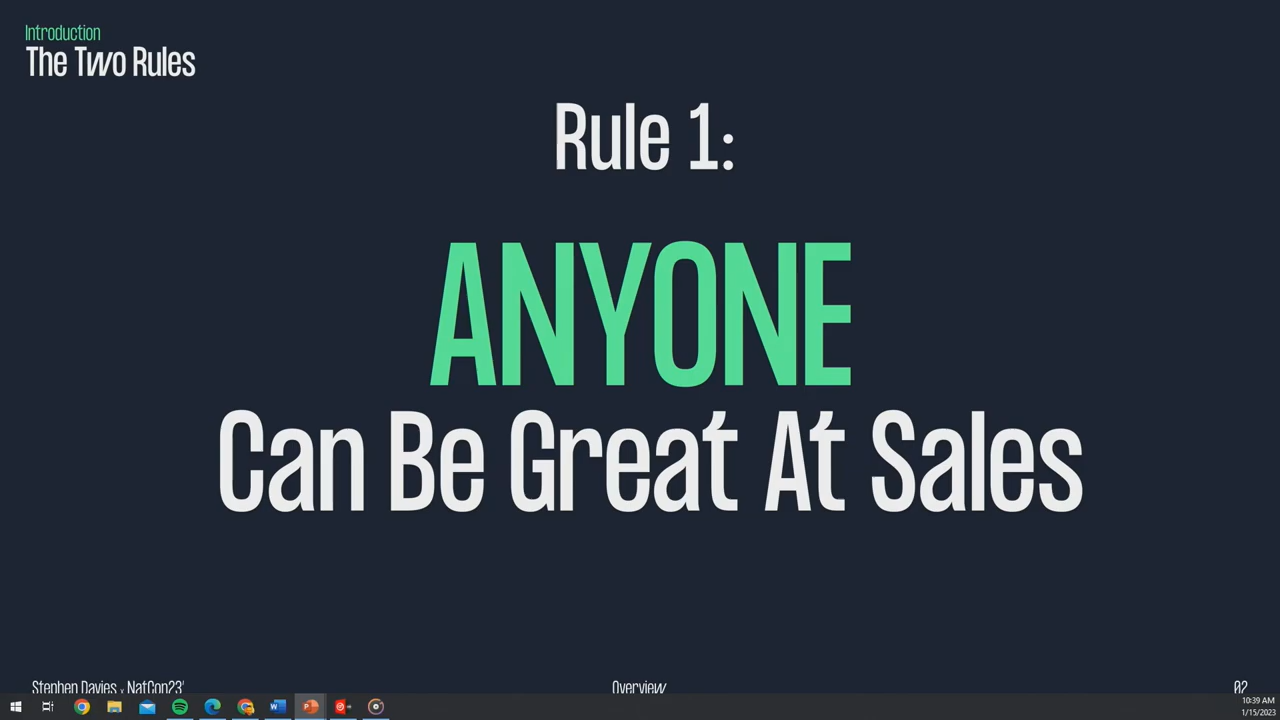 Introduction
The Two Rules
Rule 1:
ANYONE
Can Be Great At Sales
Stephen Davies x NatCon23'
Overview
02
10:39 AM
1/15/2023